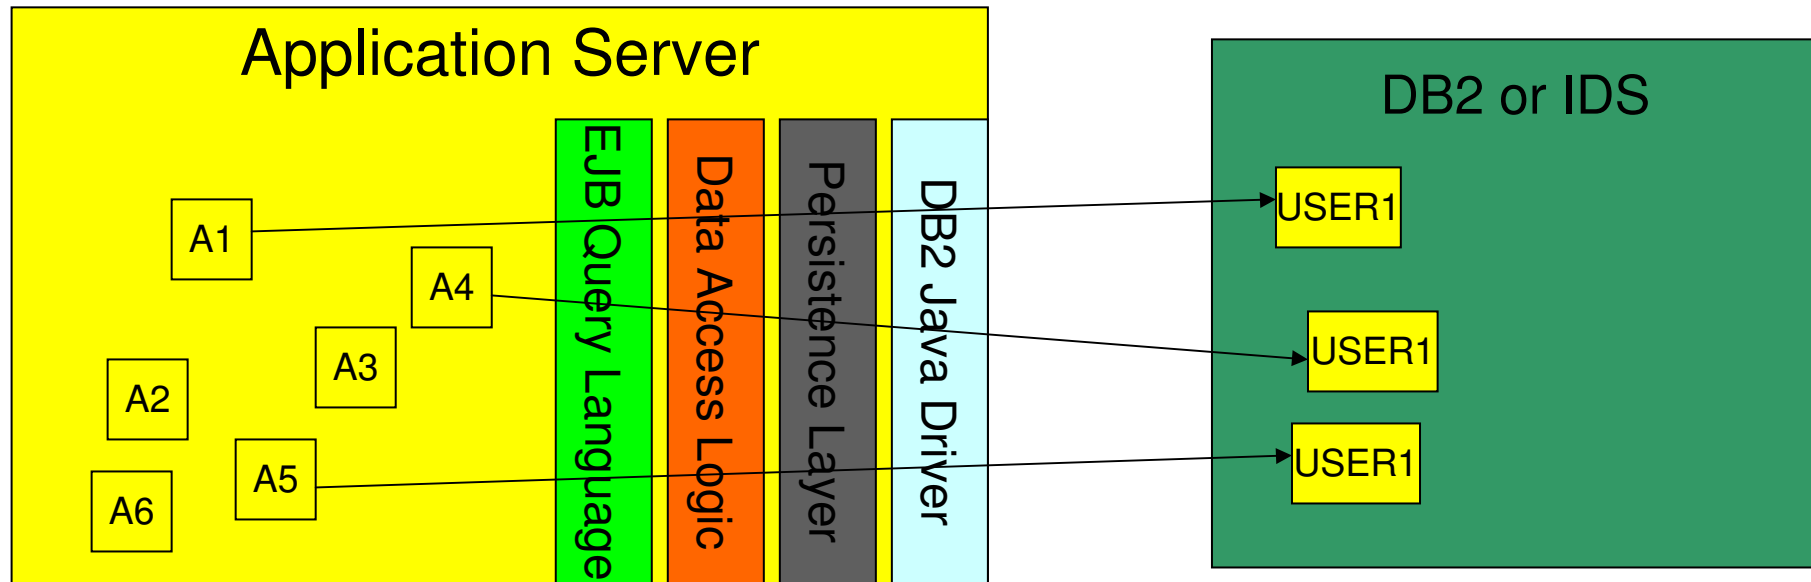 Application Server
DB2 or IDS
EJB Query Language
Data Access Logic
Persistence Layer
DB2 Java Driver
A1
A4
A3
A2
A5
A6
USER1
USER1
USER1